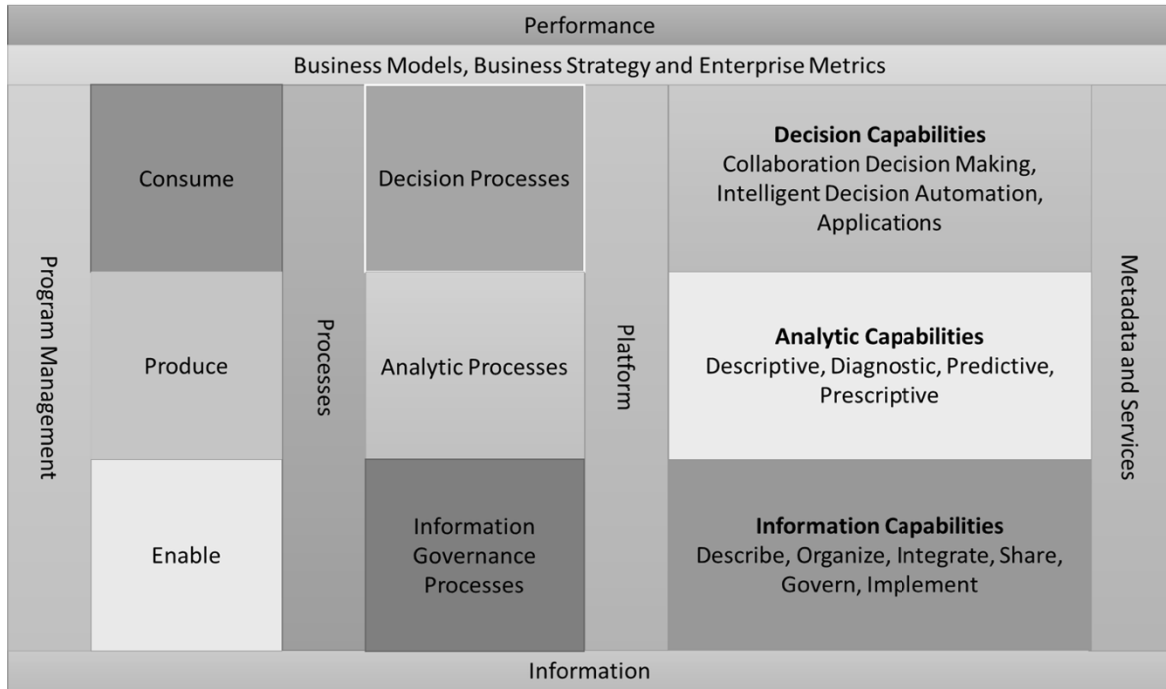 Performance
Business Models, Business Strategy and Enterprise Metrics
Program Management
Consume
Produce
Enable
Processes
Decision Processes
Analytic Processes
Information
Governance
Processes
Platform
Decision Capabilities
Collaboration Decision Making,
Intelligent Decision Automation,
Applications
Analytic Capabilities
Descriptive, Diagnostic, Predictive,
Prescriptive
Information Capabilities
Describe, Organize, Integrate, Share,
Govern, Implement
Metadata and Services
Information